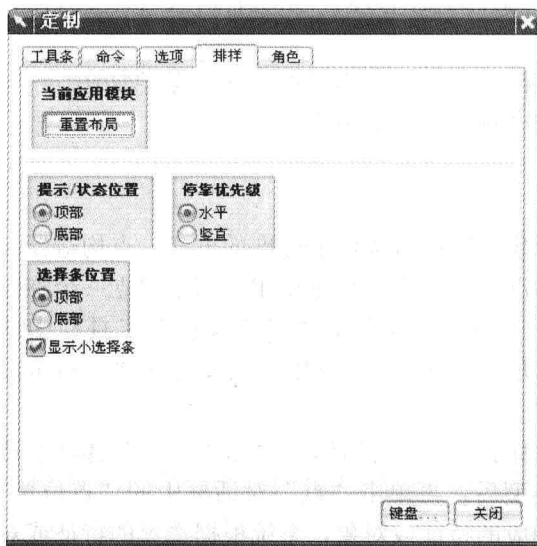 定制
工具条 命令 选项 排样 角色
当前应用模块
重置布局
提示/状态位置
顶部
底部
停靠优先级
水平
竖直
选择条位置
顶部
底部
显示小选择条
键盘... 关闭